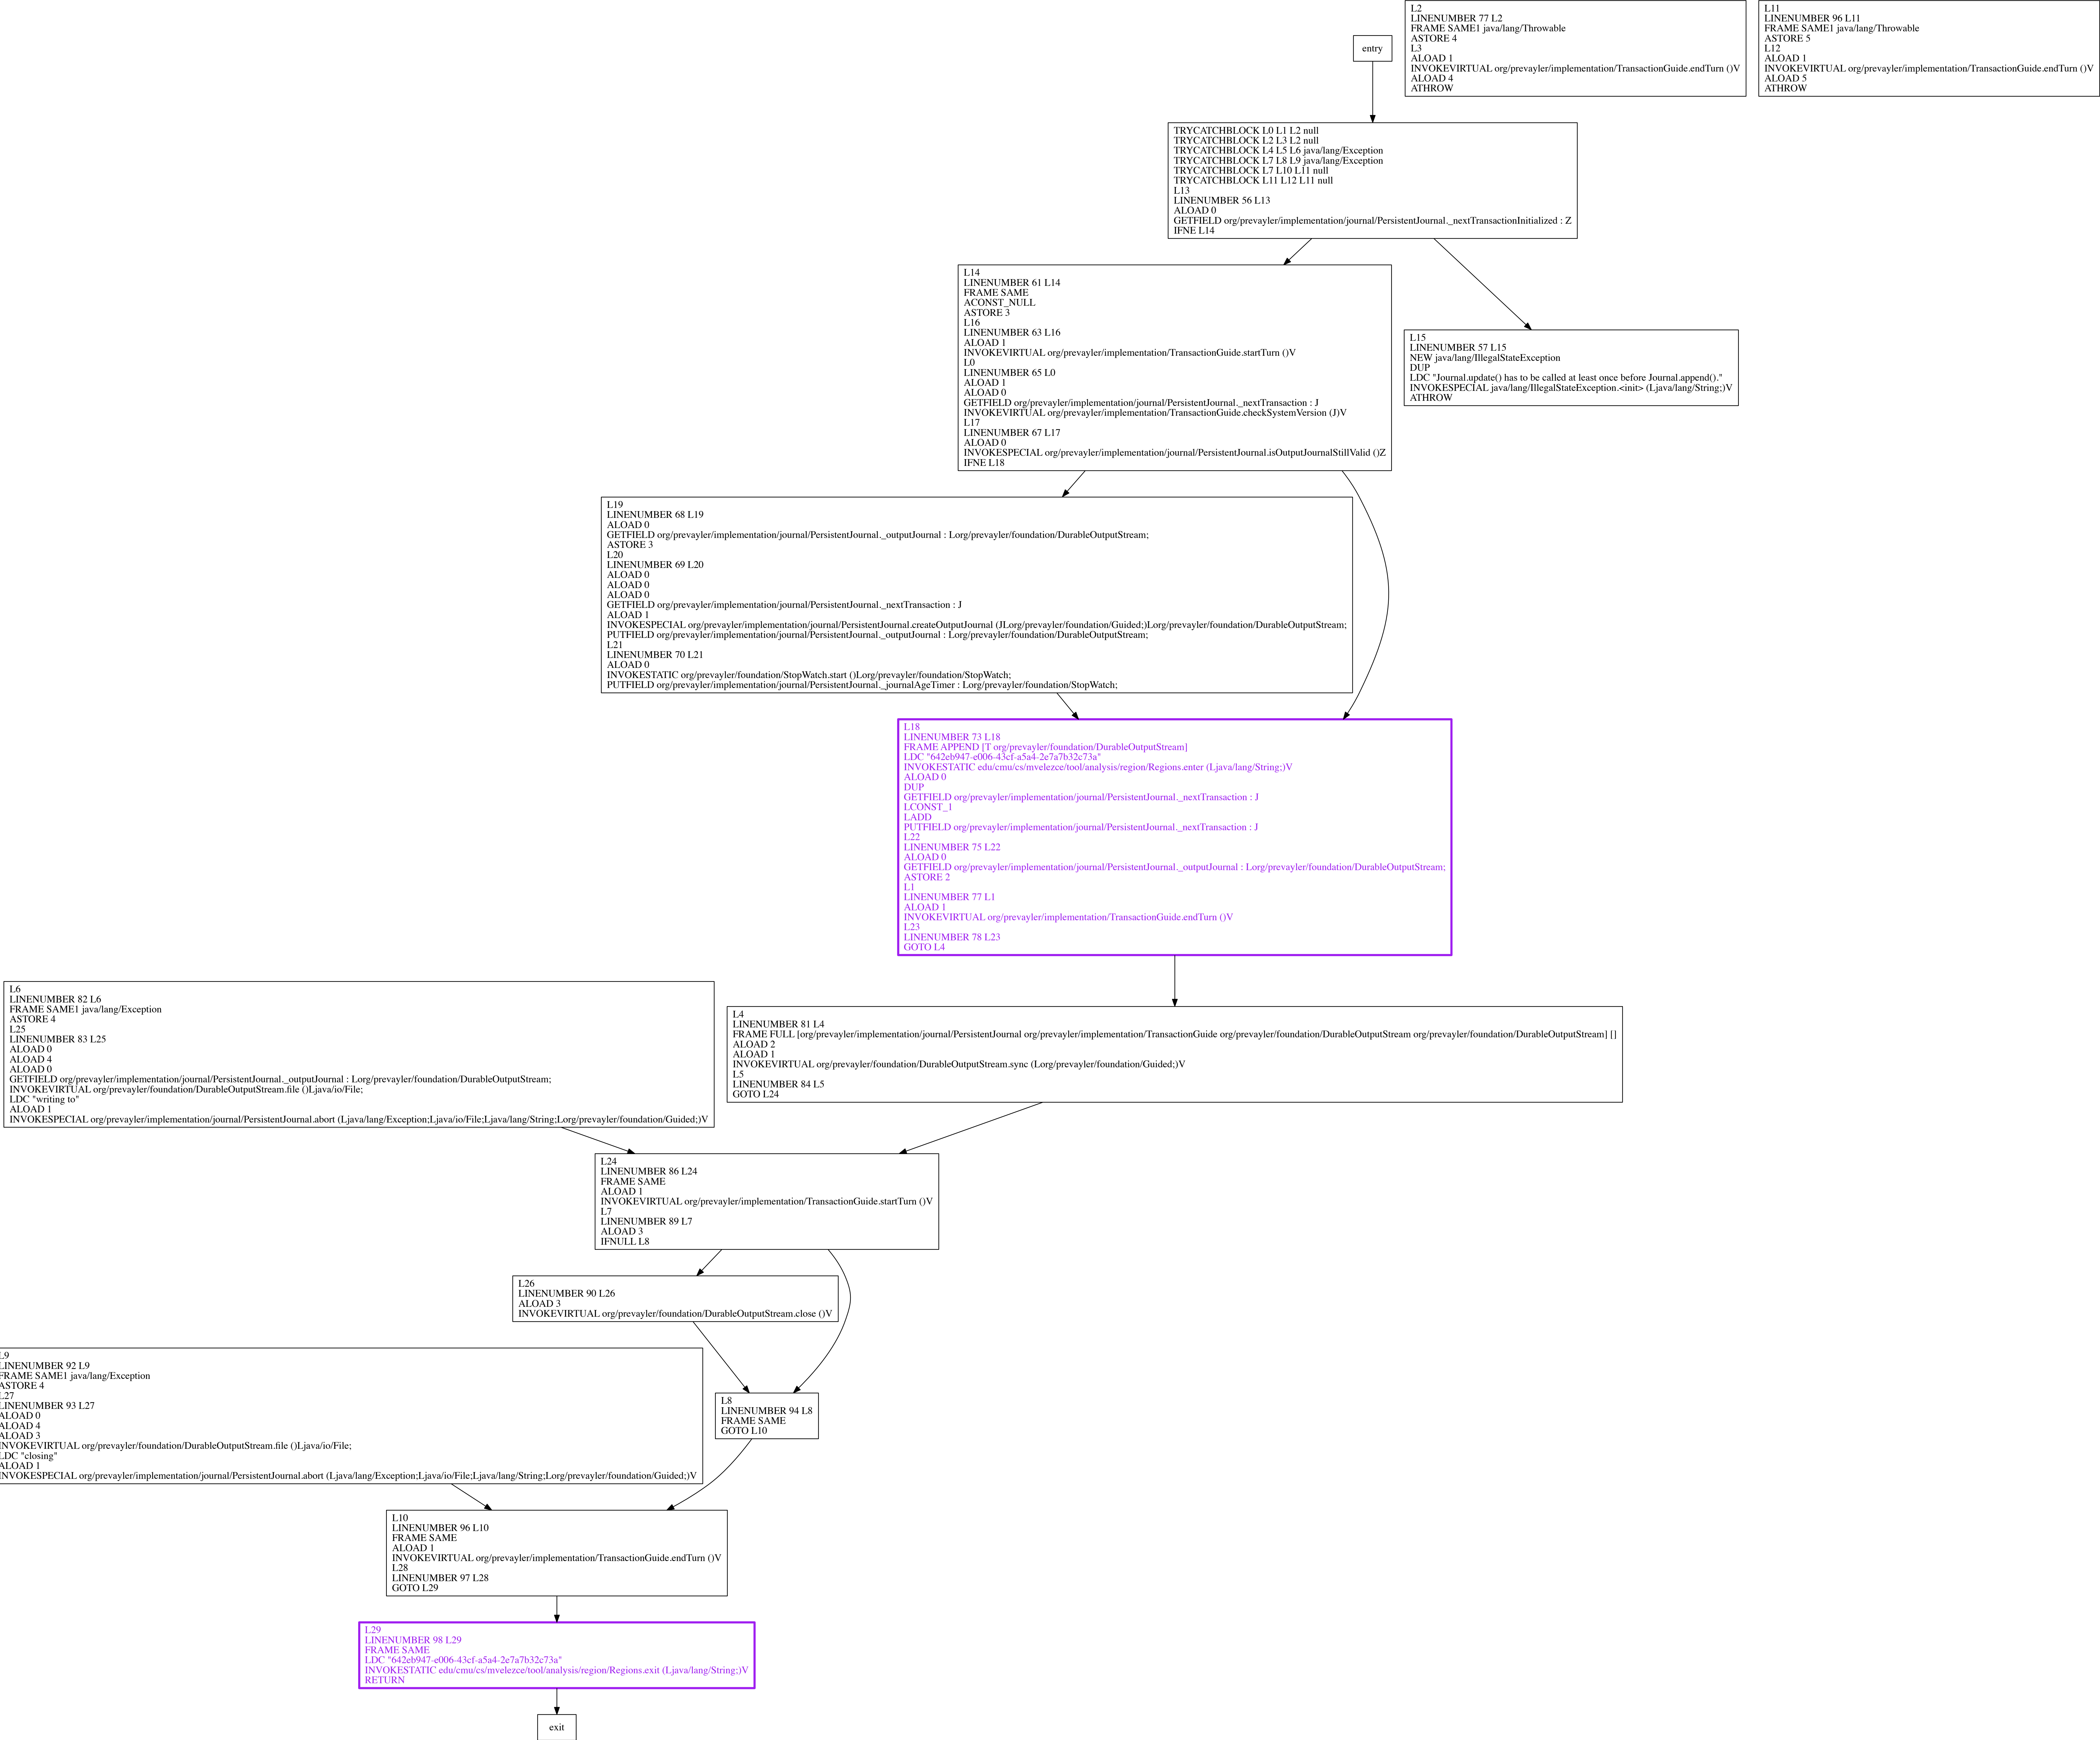 L2
LINENUMBER 77 L2
FRAME SAME1 java/lang/Throwable
ASTORE 4
L3
ALOAD 1
INVOKEVIRTUAL org/prevayler/implementation/TransactionGuide.endTurn ()V
ALOAD 4
ATHROW
L11
LINENUMBER 96 L11
FRAME SAME1 java/lang/Throwable
ASTORE 5
L12
ALOAD 1
INVOKEVIRTUAL org/prevayler/implementation/TransactionGuide.endTurn ()V
ALOAD 5
ATHROW
entry
TRYCATCHBLOCK L0 L1 L2 null
TRYCATCHBLOCK L2 L3 L2 null
TRYCATCHBLOCK L4 L5 L6 java/lang/Exception
TRYCATCHBLOCK L7 L8 L9 java/lang/Exception
TRYCATCHBLOCK L7 L10 L11 null
TRYCATCHBLOCK L11 L12 L11 null
L13
LINENUMBER 56 L13
ALOAD 0
GETFIELD org/prevayler/implementation/journal/PersistentJournal._nextTransactionInitialized : Z
IFNE L14
L14
LINENUMBER 61 L14
FRAME SAME
ACONST_NULL
ASTORE 3
L16
LINENUMBER 63 L16
ALOAD 1
INVOKEVIRTUAL org/prevayler/implementation/TransactionGuide.startTurn ()V
L0
LINENUMBER 65 L0
ALOAD 1
ALOAD 0
GETFIELD org/prevayler/implementation/journal/PersistentJournal._nextTransaction : J
INVOKEVIRTUAL org/prevayler/implementation/TransactionGuide.checkSystemVersion (J)V
L17
LINENUMBER 67 L17
ALOAD 0
INVOKESPECIAL org/prevayler/implementation/journal/PersistentJournal.isOutputJournalStillValid ()Z
IFNE L18
L15
LINENUMBER 57 L15
NEW java/lang/IllegalStateException
DUP
LDC "Journal.update() has to be called at least once before Journal.append()."
INVOKESPECIAL java/lang/IllegalStateException.<init> (Ljava/lang/String;)V
ATHROW
L19
LINENUMBER 68 L19
ALOAD 0
GETFIELD org/prevayler/implementation/journal/PersistentJournal._outputJournal : Lorg/prevayler/foundation/DurableOutputStream;
ASTORE 3
L20
LINENUMBER 69 L20
ALOAD 0
ALOAD 0
ALOAD 0
GETFIELD org/prevayler/implementation/journal/PersistentJournal._nextTransaction : J
ALOAD 1
INVOKESPECIAL org/prevayler/implementation/journal/PersistentJournal.createOutputJournal (JLorg/prevayler/foundation/Guided;)Lorg/prevayler/foundation/DurableOutputStream;
PUTFIELD org/prevayler/implementation/journal/PersistentJournal._outputJournal : Lorg/prevayler/foundation/DurableOutputStream;
L21
LINENUMBER 70 L21
ALOAD 0
INVOKESTATIC org/prevayler/foundation/StopWatch.start ()Lorg/prevayler/foundation/StopWatch;
PUTFIELD org/prevayler/implementation/journal/PersistentJournal._journalAgeTimer : Lorg/prevayler/foundation/StopWatch;
L18
LINENUMBER 73 L18
FRAME APPEND [T org/prevayler/foundation/DurableOutputStream]
LDC "642eb947-e006-43cf-a5a4-2e7a7b32c73a"
INVOKESTATIC edu/cmu/cs/mvelezce/tool/analysis/region/Regions.enter (Ljava/lang/String;)V
ALOAD 0
DUP
GETFIELD org/prevayler/implementation/journal/PersistentJournal._nextTransaction : J
LCONST_1
LADD
PUTFIELD org/prevayler/implementation/journal/PersistentJournal._nextTransaction : J
L22
LINENUMBER 75 L22
ALOAD 0
GETFIELD org/prevayler/implementation/journal/PersistentJournal._outputJournal : Lorg/prevayler/foundation/DurableOutputStream;
ASTORE 2
L1
LINENUMBER 77 L1
ALOAD 1
INVOKEVIRTUAL org/prevayler/implementation/TransactionGuide.endTurn ()V
L23
LINENUMBER 78 L23
GOTO L4
L6
LINENUMBER 82 L6
FRAME SAME1 java/lang/Exception
ASTORE 4
L25
LINENUMBER 83 L25
ALOAD 0
ALOAD 4
ALOAD 0
GETFIELD org/prevayler/implementation/journal/PersistentJournal._outputJournal : Lorg/prevayler/foundation/DurableOutputStream;
INVOKEVIRTUAL org/prevayler/foundation/DurableOutputStream.file ()Ljava/io/File;
LDC "writing to"
ALOAD 1
INVOKESPECIAL org/prevayler/implementation/journal/PersistentJournal.abort (Ljava/lang/Exception;Ljava/io/File;Ljava/lang/String;Lorg/prevayler/foundation/Guided;)V
L4
LINENUMBER 81 L4
FRAME FULL [org/prevayler/implementation/journal/PersistentJournal org/prevayler/implementation/TransactionGuide org/prevayler/foundation/DurableOutputStream org/prevayler/foundation/DurableOutputStream] []
ALOAD 2
ALOAD 1
INVOKEVIRTUAL org/prevayler/foundation/DurableOutputStream.sync (Lorg/prevayler/foundation/Guided;)V
L5
LINENUMBER 84 L5
GOTO L24
L24
LINENUMBER 86 L24
FRAME SAME
ALOAD 1
INVOKEVIRTUAL org/prevayler/implementation/TransactionGuide.startTurn ()V
L7
LINENUMBER 89 L7
ALOAD 3
IFNULL L8
L26
LINENUMBER 90 L26
ALOAD 3
INVOKEVIRTUAL org/prevayler/foundation/DurableOutputStream.close ()V
L9
LINENUMBER 92 L9
FRAME SAME1 java/lang/Exception
ASTORE 4
L27
LINENUMBER 93 L27
ALOAD 0
ALOAD 4
ALOAD 3
INVOKEVIRTUAL org/prevayler/foundation/DurableOutputStream.file ()Ljava/io/File;
LDC "closing"
ALOAD 1
INVOKESPECIAL org/prevayler/implementation/journal/PersistentJournal.abort (Ljava/lang/Exception;Ljava/io/File;Ljava/lang/String;Lorg/prevayler/foundation/Guided;)V
L8
LINENUMBER 94 L8
FRAME SAME
GOTO L10
L10
LINENUMBER 96 L10
FRAME SAME
ALOAD 1
INVOKEVIRTUAL org/prevayler/implementation/TransactionGuide.endTurn ()V
L28
LINENUMBER 97 L28
GOTO L29
L29
LINENUMBER 98 L29
FRAME SAME
LDC "642eb947-e006-43cf-a5a4-2e7a7b32c73a"
INVOKESTATIC edu/cmu/cs/mvelezce/tool/analysis/region/Regions.exit (Ljava/lang/String;)V
RETURN
exit